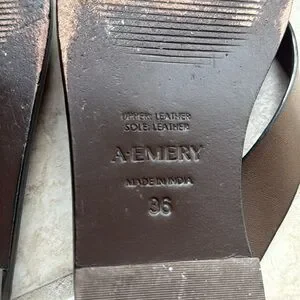 UPPER: LEATHER
SOLE: LEATHER
A·EMERY
MADE IN INDIA
36